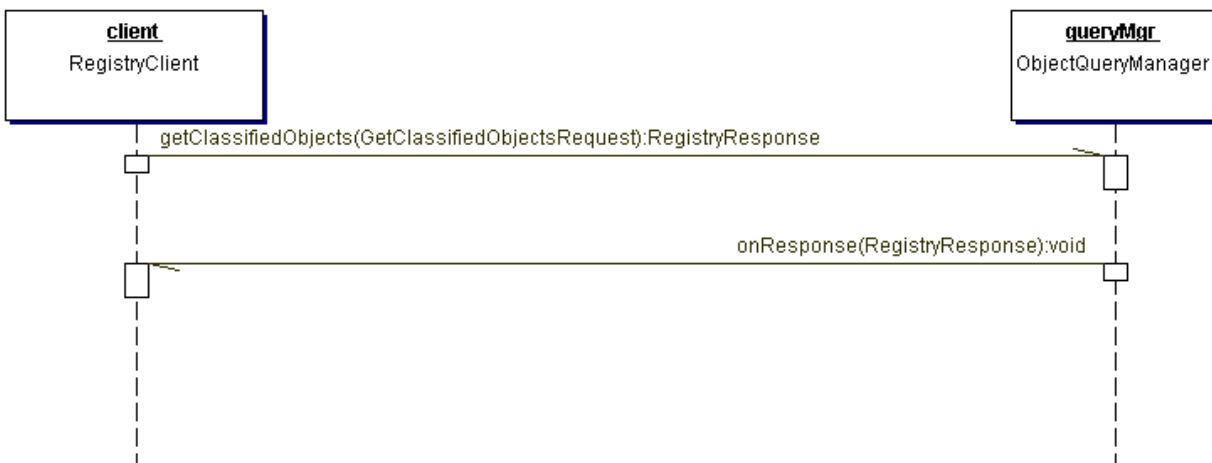 client
RegistryClient
queryMgr
ObjectQueryManager
getClassifiedObjects(GetClassifiedObjectsRequest):RegistryResponse
onResponse(RegistryResponse):void